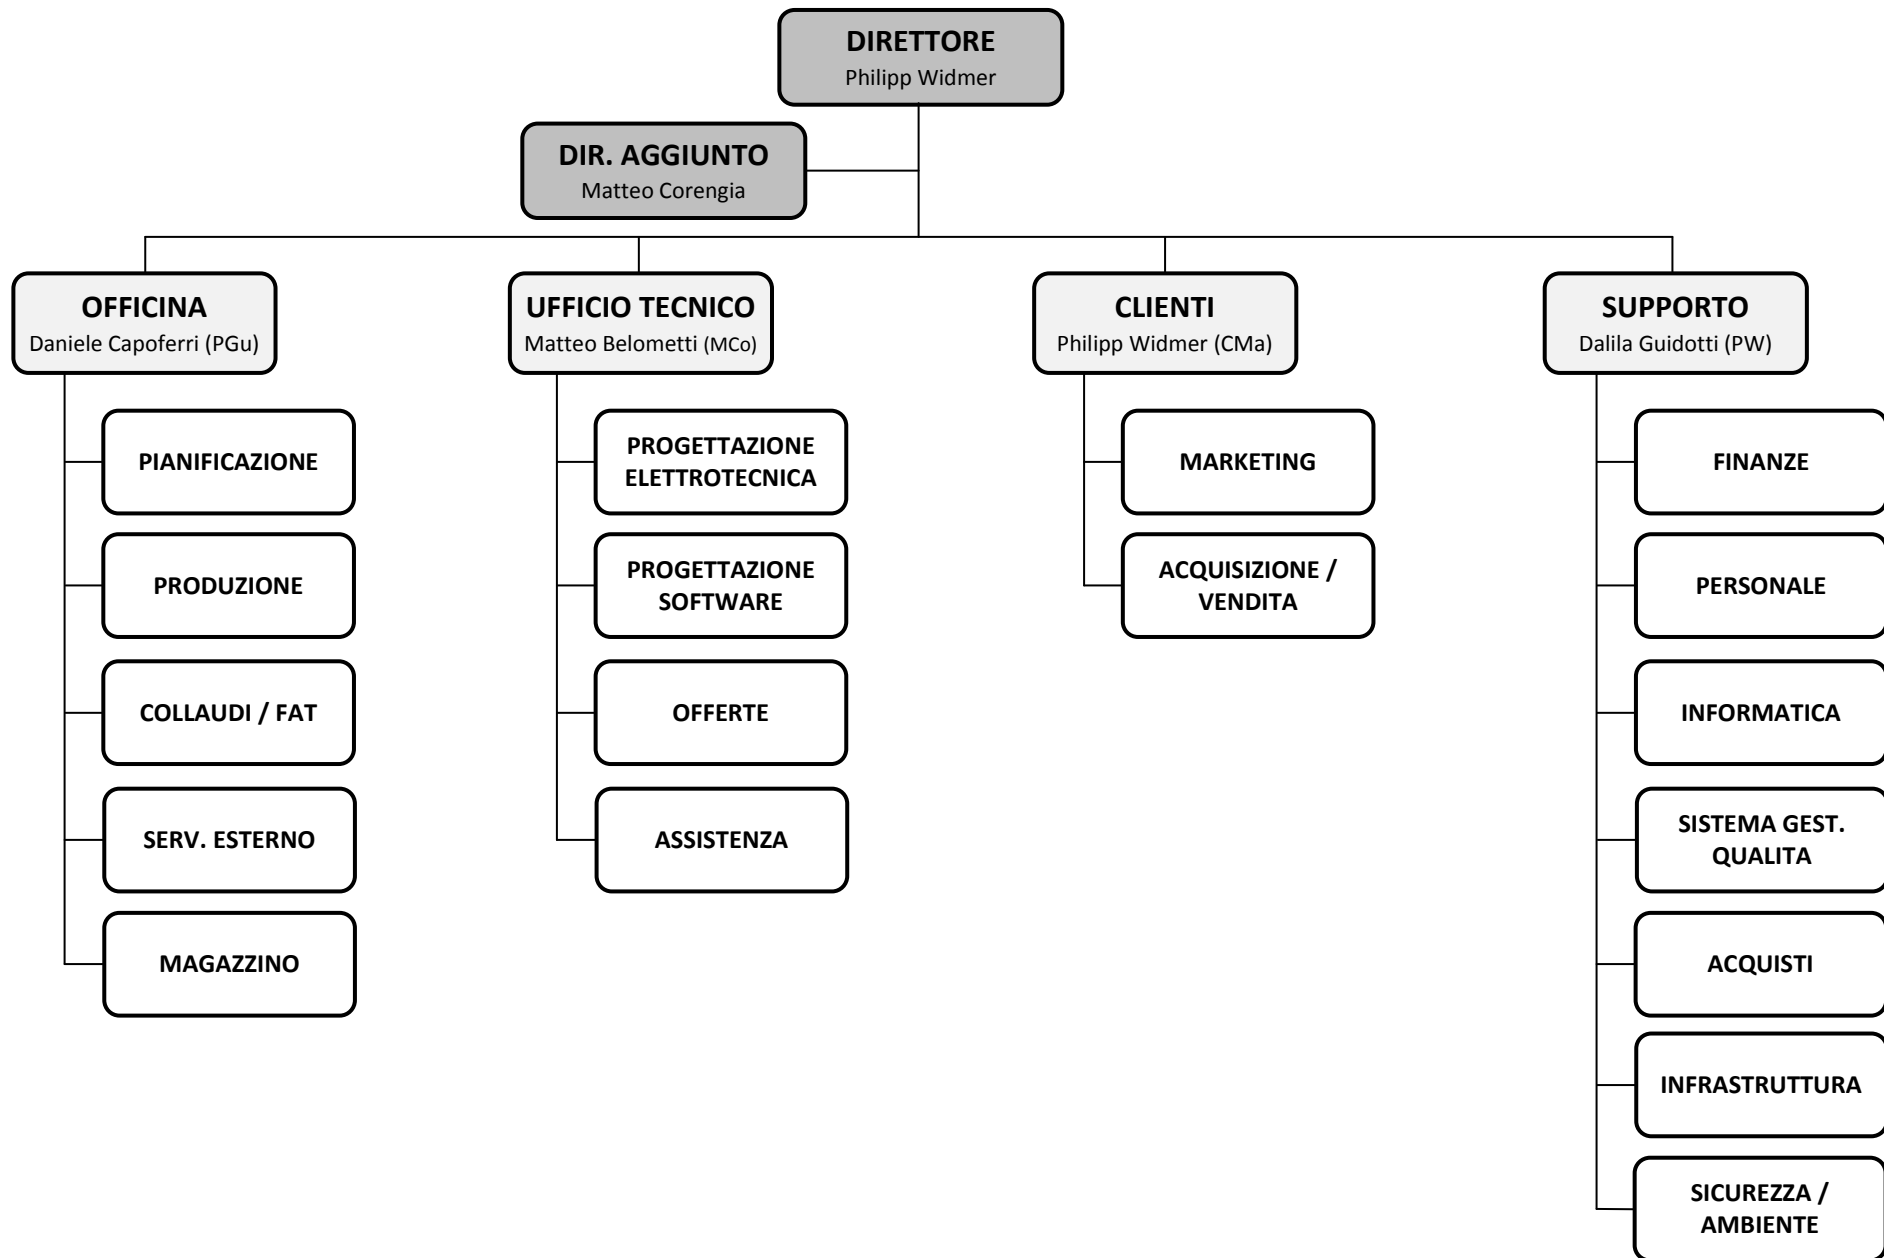 DIRETTORE
Philipp Widmer
DIR. AGGIUNTO
Matteo Corengia
OFFICINA
Daniele Capoferri (PGu)
PIANIFICAZIONE
PRODUZIONE
COLLAUDI / FAT
SERV. ESTERNO
MAGAZZINO
UFFICIO TECNICO
Matteo Belometti (MCo)
PROGETTAZIONE
ELETTROTECNICA
PROGETTAZIONE
SOFTWARE
OFFERTE
ASSISTENZA
CLIENTI
Philipp Widmer (CMa)
MARKETING
ACQUISIZIONE /
VENDITA
SUPPORTO
Dalila Guidotti (PW)
FINANZE
PERSONALE
INFORMATICA
SISTEMA GEST.
QUALITA
ACQUISTI
INFRASTRUTTURA
SICUREZZA /
AMBIENTE